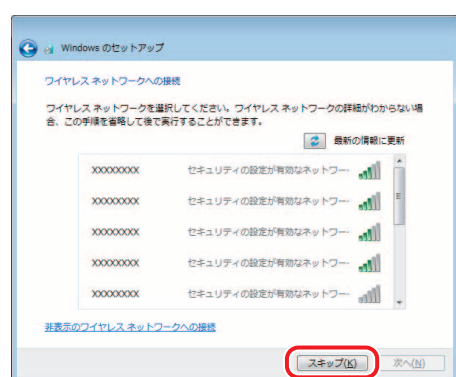 Windows のセットアップ
ワイヤレス ネットワークへの接続
ワイヤレス ネットワークを選択してください。ワイヤレス ネットワークの詳細がわからない場
合、この手順を省略して後で実行することができます。
最新の情報に更新
XXXXXXXX セキュリティの設定が有効なネットワー
XXXXXXXX セキュリティの設定が有効なネットワー
XXXXXXXX セキュリティの設定が有効なネットワー
XXXXXXXX セキュリティの設定が有効なネットワー
XXXXXXXX セキュリティの設定が有効なネットワー
非表示のワイヤレス ネットワークへの接続
スキップ(K) 次へ(N)